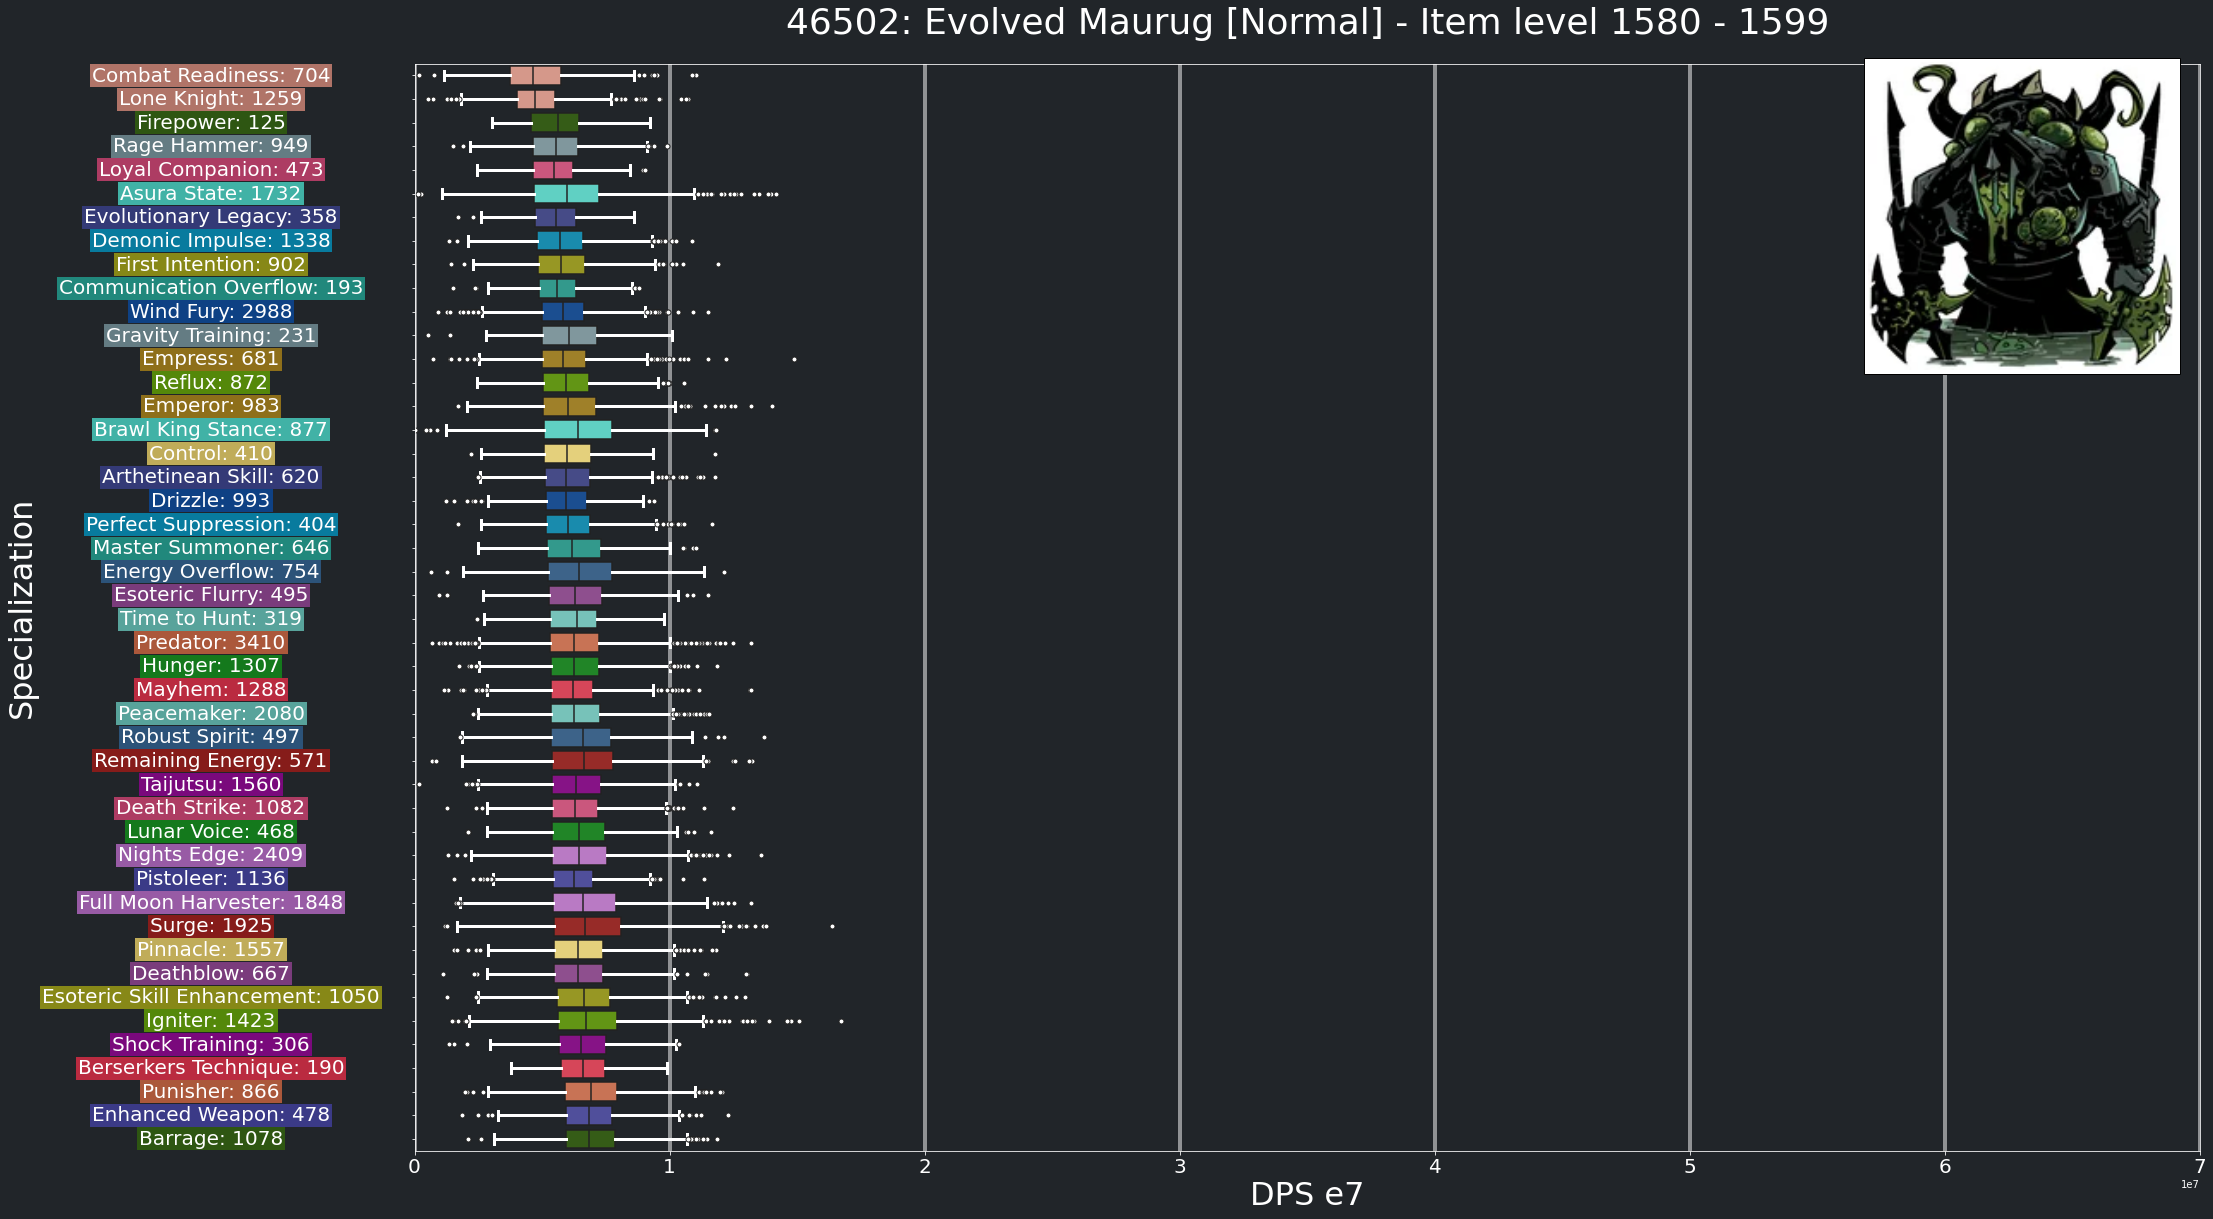 46502: Evolved Maurug [Normal] - Item level 1580 - 1599
Combat Readiness: 704
Lone Knight: 1259
Firepower: 125
Rage Hammer: 949
Loyal Companion: 473
Asura State: 1732
Evolutionary Legacy: 358
Demonic Impulse: 1338
First Intention: 902
Communication Overflow: 193
Wind Fury: 2988
Gravity Training: 231
Empress: 681
Reflux: 872
Emperor: 983
Brawl King Stance: 877
Control: 410
Arthetinean Skill: 620
Drizzle: 993
Perfect Suppression: 404
Master Summoner: 646
Energy Overflow: 754
Esoteric Flurry: 495
Time to Hunt: 319
Predator: 3410
Hunger: 1307
Mayhem: 1288
Peacemaker: 2080
Robust Spirit: 497
Remaining Energy: 571
Taijutsu: 1560
Death Strike: 1082
Lunar Voice: 468
Nights Edge: 2409
Pistoleer: 1136
Full Moon Harvester: 1848
Surge: 1925
Pinnacle: 1557
Deathblow: 667
Esoteric Skill Enhancement: 1050
Igniter: 1423
Shock Training: 306
Berserkers Technique: 190
Punisher: 866
Enhanced Weapon: 478
Barrage: 1078
Specialization
0 1 2 3 4 5 6 7
1e7
DPS e7